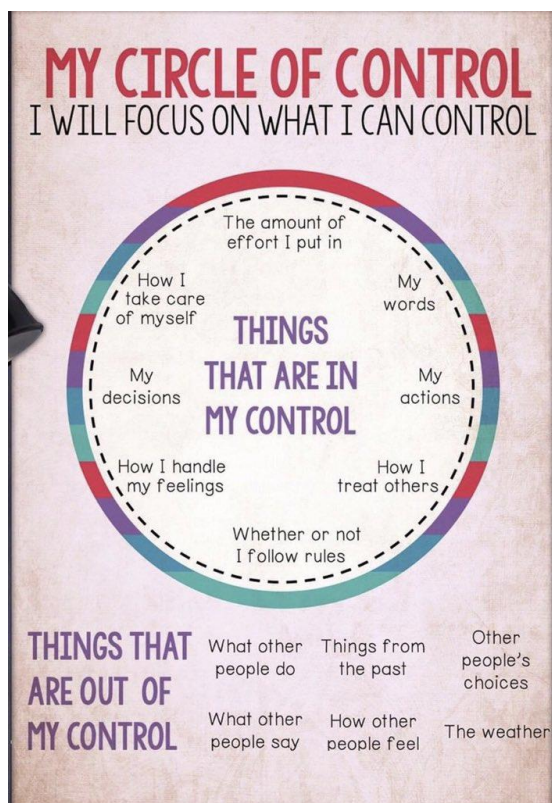 MY CIRCLE OF CONTROL
I WILL FOCUS ON WHAT I CAN CONTROL
The amount of
effort I put in
How I
take care
of myself
My
words
THINGS
THAT ARE IN
MY CONTROL
My
decisions
My
actions
How I handle
my feelings
How I
treat others
Whether or not
I follow rules
THINGS THAT
ARE OUT OF
MY CONTROL
What other
people do
Things from
the past
Other
people's
choices
What other
people say
How other
people feel
The weather